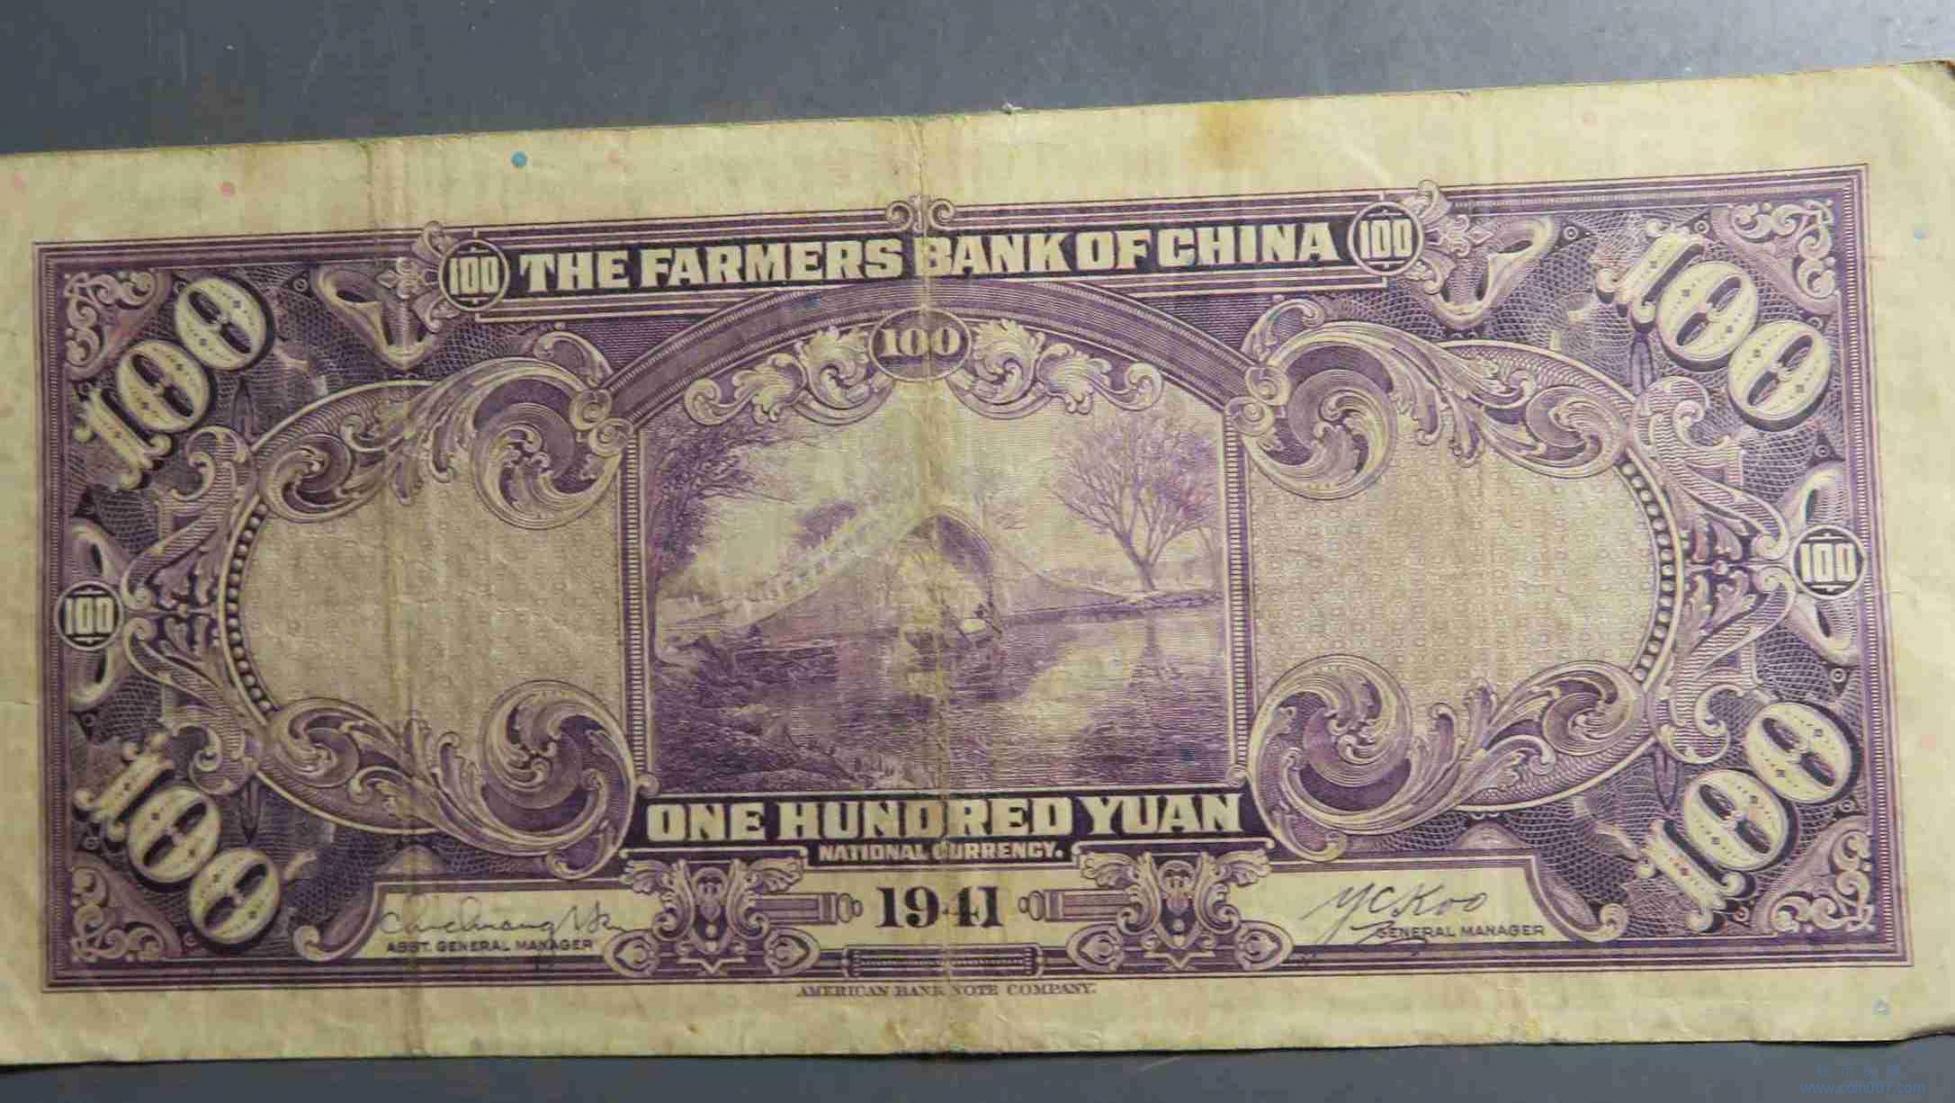 100 THE FARMERS BANK OF CHINA 100
100 100 100
100 100
ONE HUNDRED YUAN
NATIONAL CURRENCY.
100 1941 100
ASST. GENERAL MANAGER
Y C Koo
GENERAL MANAGER
AMERICAN BANK NOTE COMPANY.